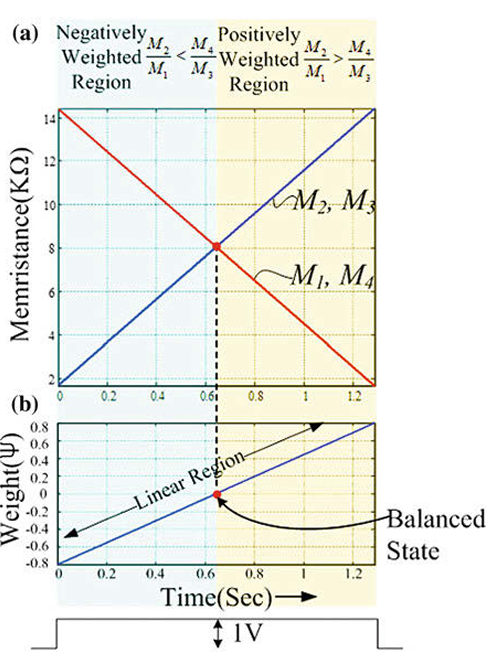 (a)
Negatively Weighted Region M2/M1 < M4/M3
Positively Weighted Region M2/M1 > M4/M3
Memristance(KΩ)
14
12
10
8
6
4
2
M2, M3
M1, M4
0 0.2 0.4 0.6 0.8 1 1.2
(b)
Weight(Ψ)
0.8
0.6
0.4
0.2
0
-0.2
-0.4
-0.6
-0.8
Linear Region
Balanced
State
0 0.2 0.4 0.6 0.8 1 1.2
Time(Sec)
1V